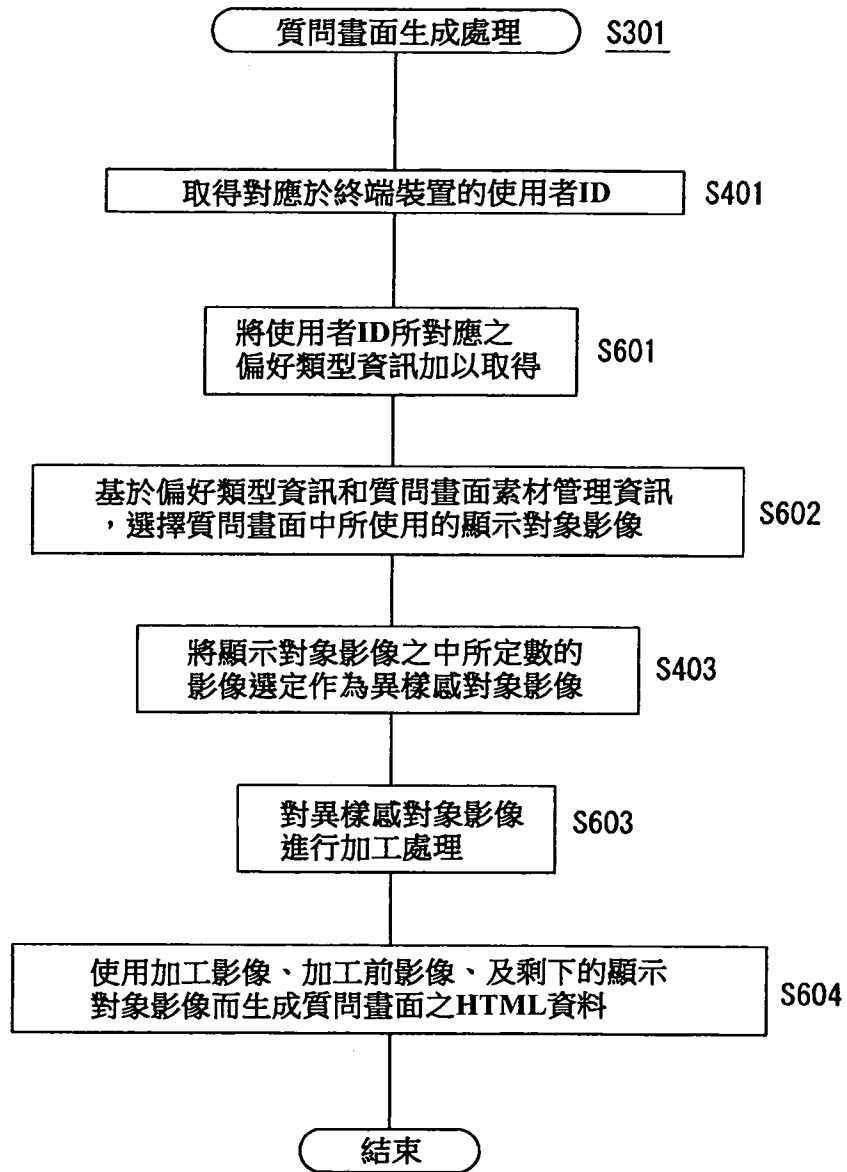 質問畫面生成處理 S301
取得對應於終端裝置的使用者ID S401
將使用者ID所對應之
偏好類型資訊加以取得 S601
基於偏好類型資訊和質問畫面素材管理資訊
，選擇質問畫面中所使用的顯示對象影像 S602
將顯示對象影像之中所定數的
影像選定作為異樣感對象影像 S403
對異樣感對象影像
進行加工處理 S603
使用加工影像、加工前影像、及剩下的顯示
對象影像而生成質問畫面之HTML資料 S604
結束